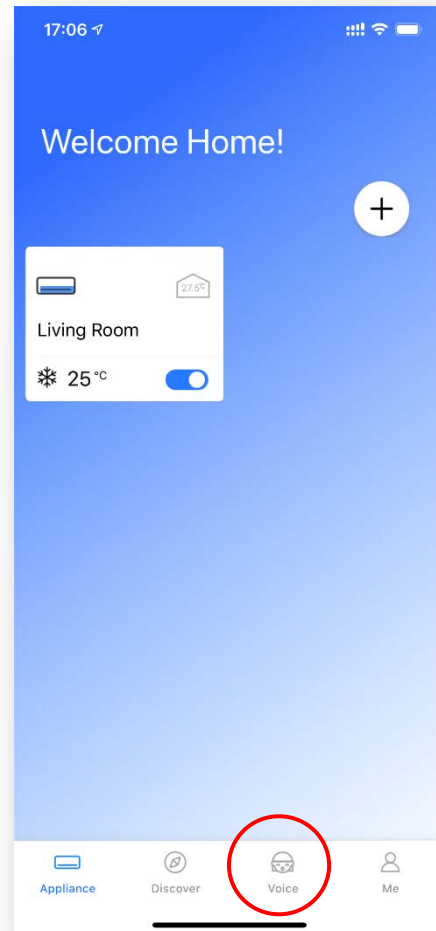 17:06
Welcome Home!
+
27.5°C
Living Room
25°C
Appliance
Discover
Voice
Me